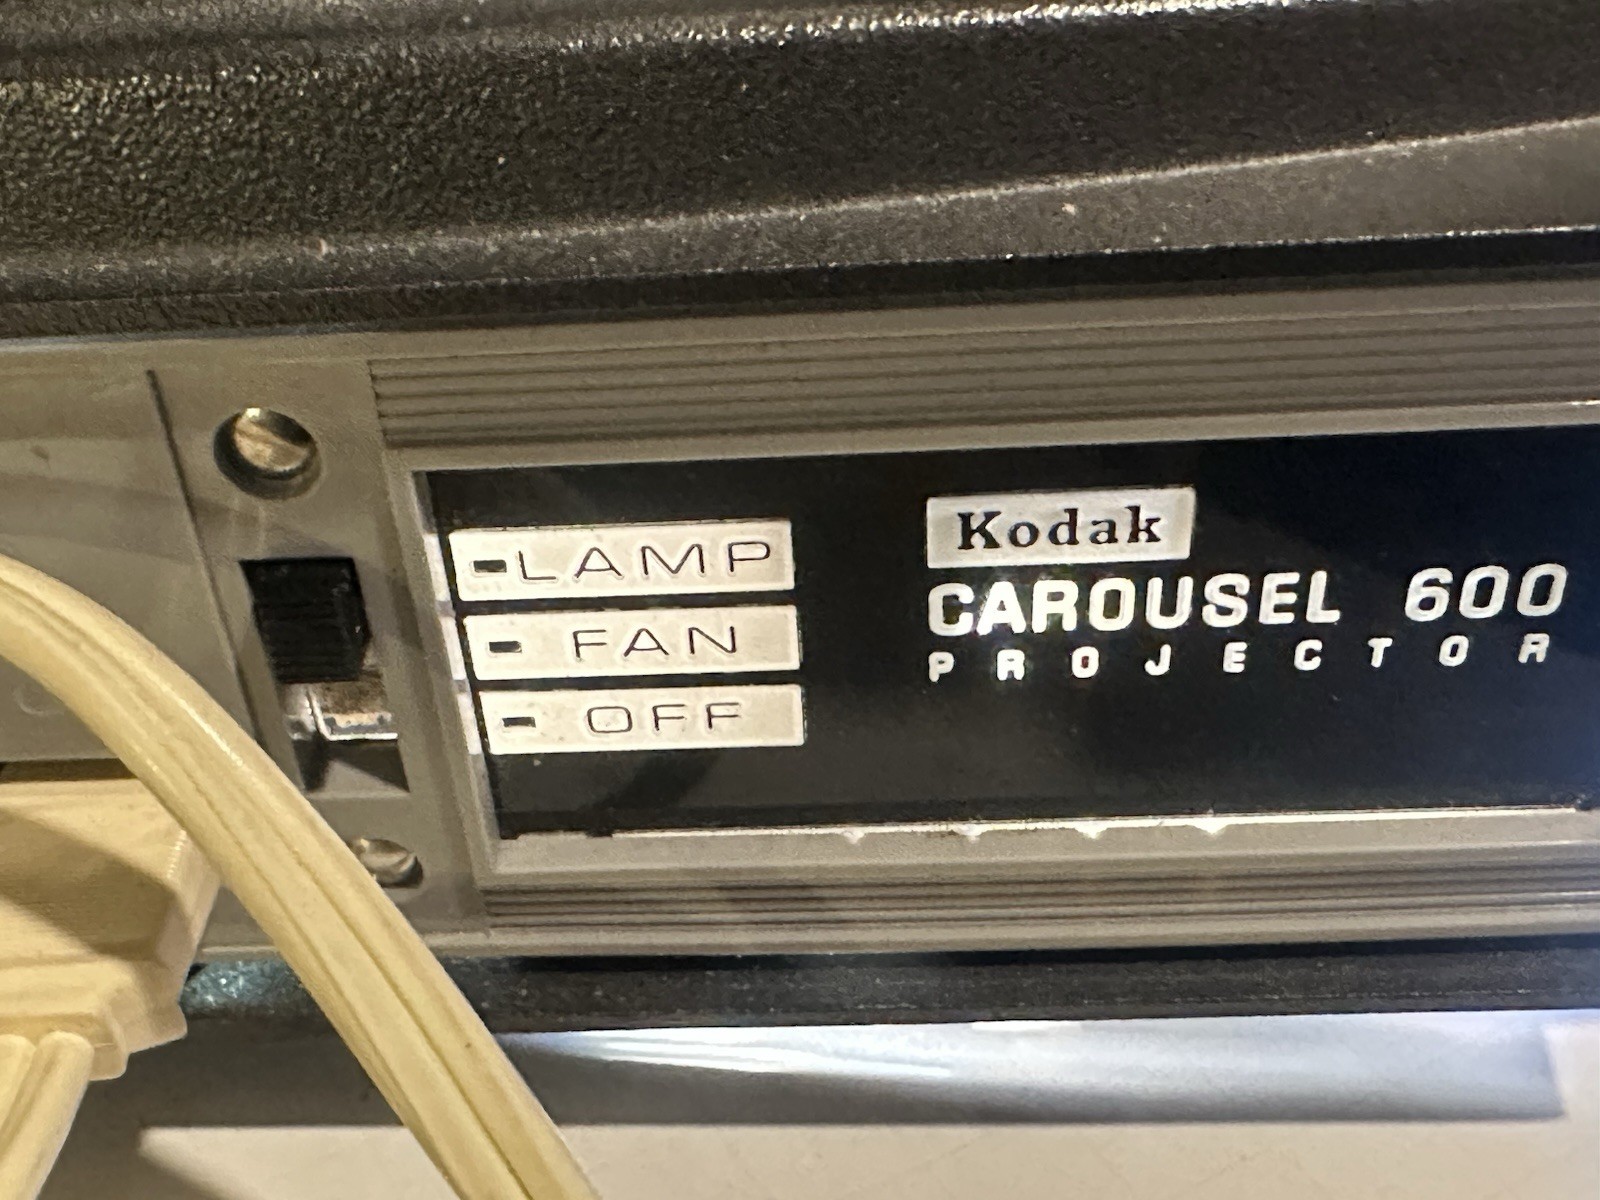 LAMP
FAN
OFF
Kodak
CAROUSEL 600
PROJECTOR